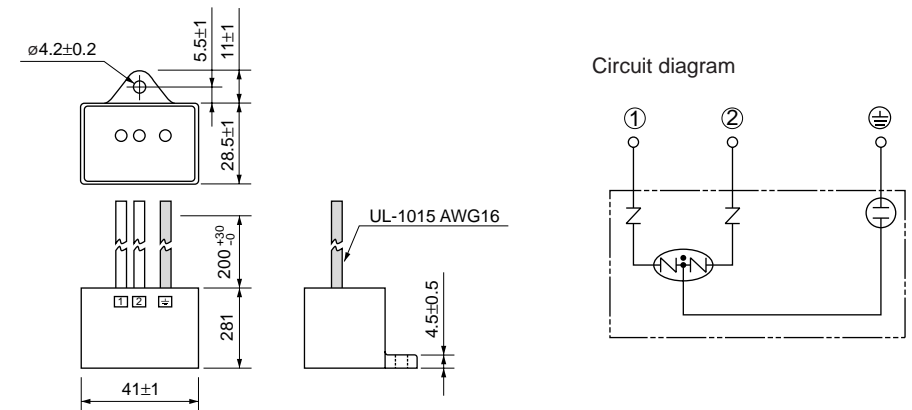 ø4.2±0.2
5.5±1
11±1
28.5±1
Circuit diagram
① ②
UL-1015 AWG16
200 +30 -0
1 2
281
4.5±0.5
41±1